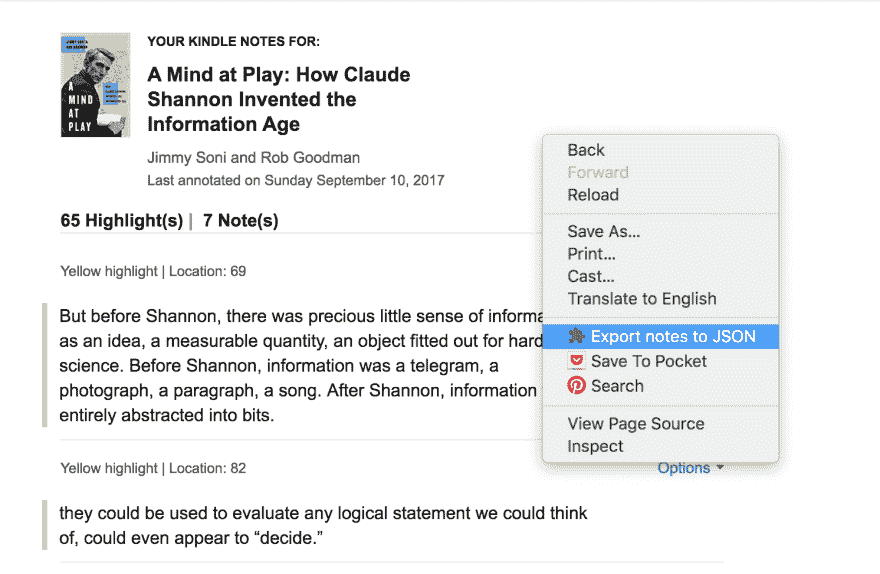 YOUR KINDLE NOTES FOR:
A Mind at Play: How Claude
Shannon Invented the
Information Age
Jimmy Soni and Rob Goodman
Last annotated on Sunday September 10, 2017
A
MIND
AT
PLAY
65 Highlight(s) | 7 Note(s)
Yellow highlight | Location: 69
But before Shannon, there was precious little sense of informa
as an idea, a measurable quantity, an object fitted out for hard
science. Before Shannon, information was a telegram, a
photograph, a paragraph, a song. After Shannon, information
entirely abstracted into bits.
Yellow highlight | Location: 82
Options
they could be used to evaluate any logical statement we could think
of, could even appear to “decide.”
Back
Forward
Reload
Save As...
Print...
Cast...
Translate to English
Export notes to JSON
Save To Pocket
Search
View Page Source
Inspect